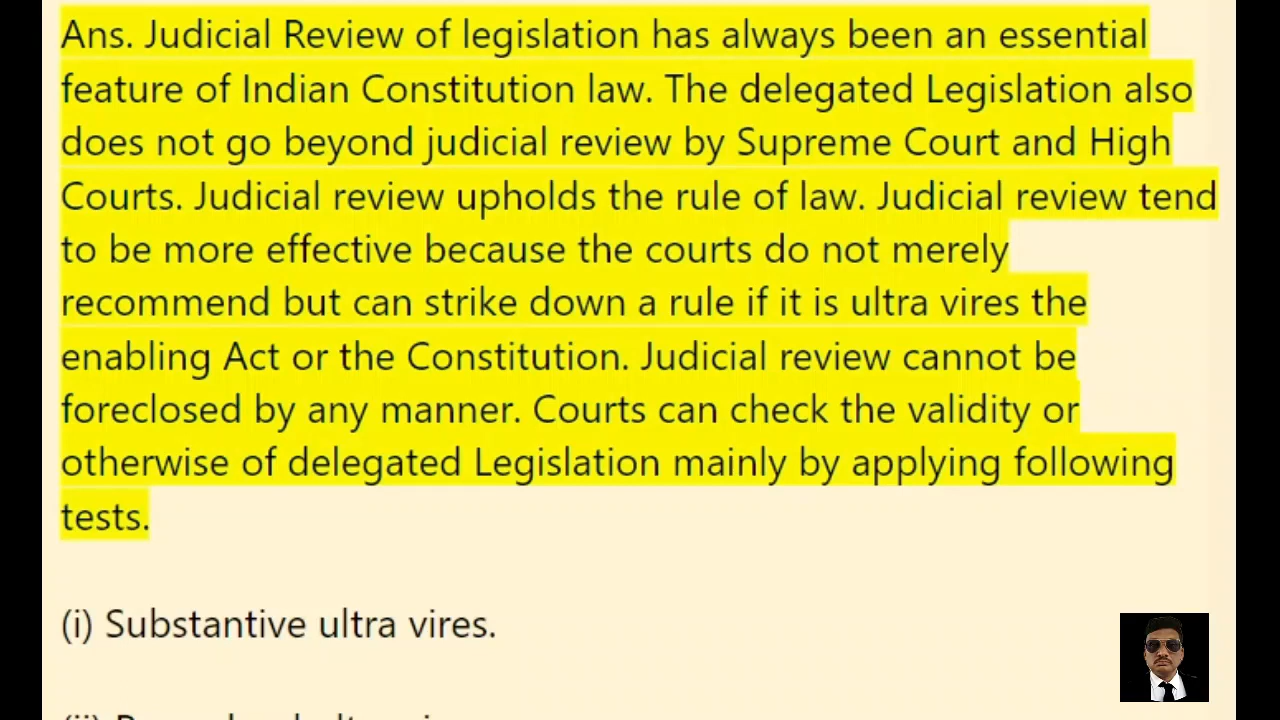 Ans. Judicial Review of legislation has always been an essential
feature of Indian Constitution law. The delegated Legislation also
does not go beyond judicial review by Supreme Court and High
Courts. Judicial review upholds the rule of law. Judicial review tend
to be more effective because the courts do not merely
recommend but can strike down a rule if it is ultra vires the
enabling Act or the Constitution. Judicial review cannot be
foreclosed by any manner. Courts can check the validity or
otherwise of delegated Legislation mainly by applying following
tests.
(i) Substantive ultra vires.